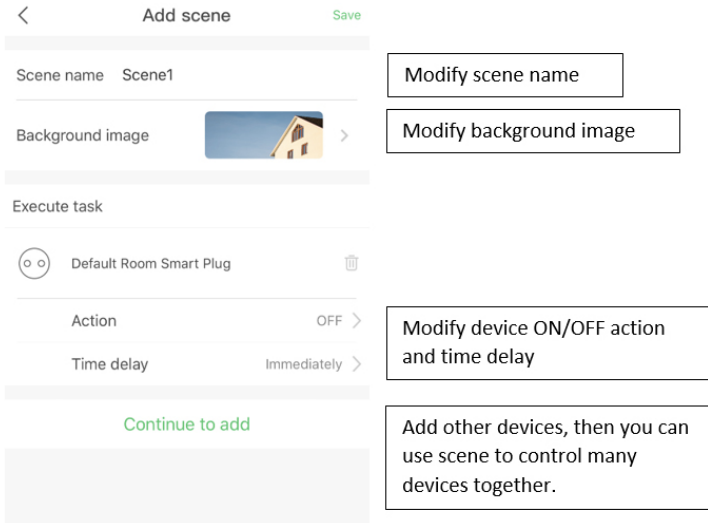 Add scene
Save
Scene name Scene1
Modify scene name
Background image
Modify background image
Execute task
Default Room Smart Plug
Action
OFF
Time delay
Immediately
Modify device ON/OFF action
and time delay
Continue to add
Add other devices, then you can
use scene to control many
devices together.